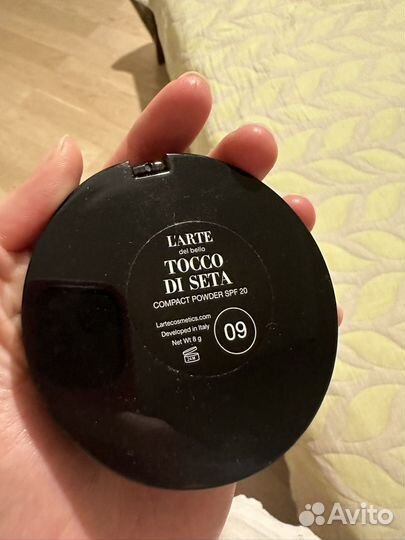 L'ARTE
del bello
TOCCO
DI SETA
COMPACT POWDER SPF 20
Lartecosmetics.com
Developed in Italy
Net Wt 8 g
09
Avito